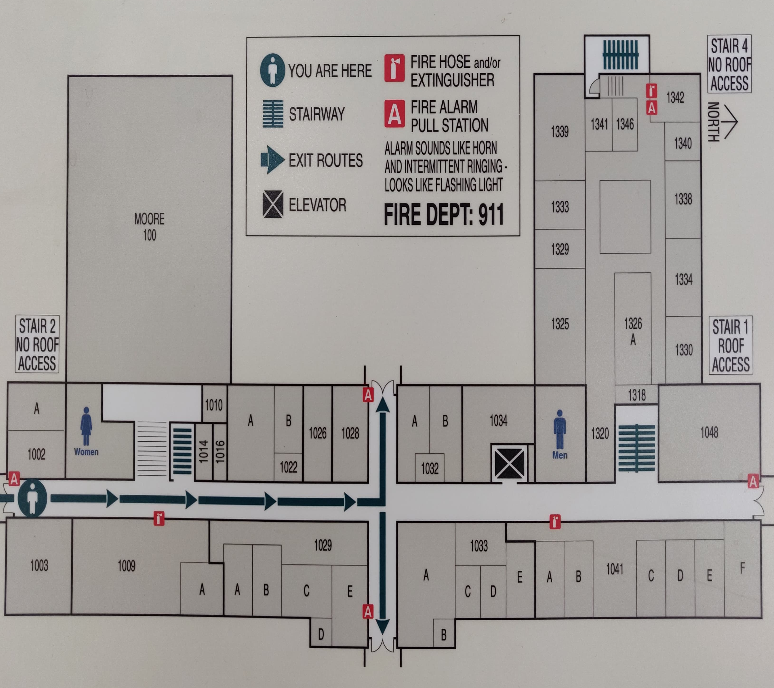 YOU ARE HERE
STAIRWAY
EXIT ROUTES
ELEVATOR
FIRE HOSE and/or
EXTINGUISHER
A
FIRE ALARM
PULL STATION
ALARM SOUNDS LIKE HORN
AND INTERMITTENT RINGING -
LOOKS LIKE FLASHING LIGHT
FIRE DEPT: 911
STAIR 4
NO ROOF
ACCESS
NORTH
MOORE
100
1339
1341
1346
A
1342
1340
1333
1338
1329
1325
1326
A
1334
1330
STAIR 2
NO ROOF
ACCESS
STAIR 1
ROOF
ACCESS
A
1002
Women
1010
1014
1016
A
B
1022
1026
1028
A
A
B
1032
1034
Men
1318
1320
1048
A
A
1003
1009
A
A
B
1029
C
D
E
A
A
B
1033
C
D
E
A
B
1041
C
D
E
F